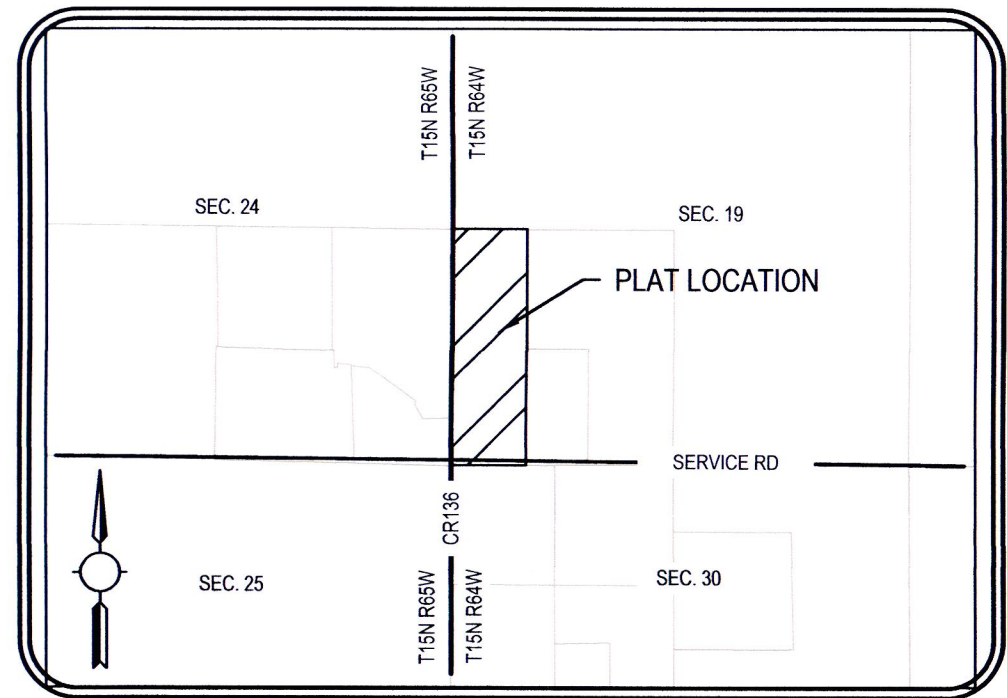 T15N R65W
T15N R64W
SEC. 24
SEC. 19
PLAT LOCATION
SERVICE RD
CR136
SEC. 25
SEC. 30
T15N R65W
T15N R64W